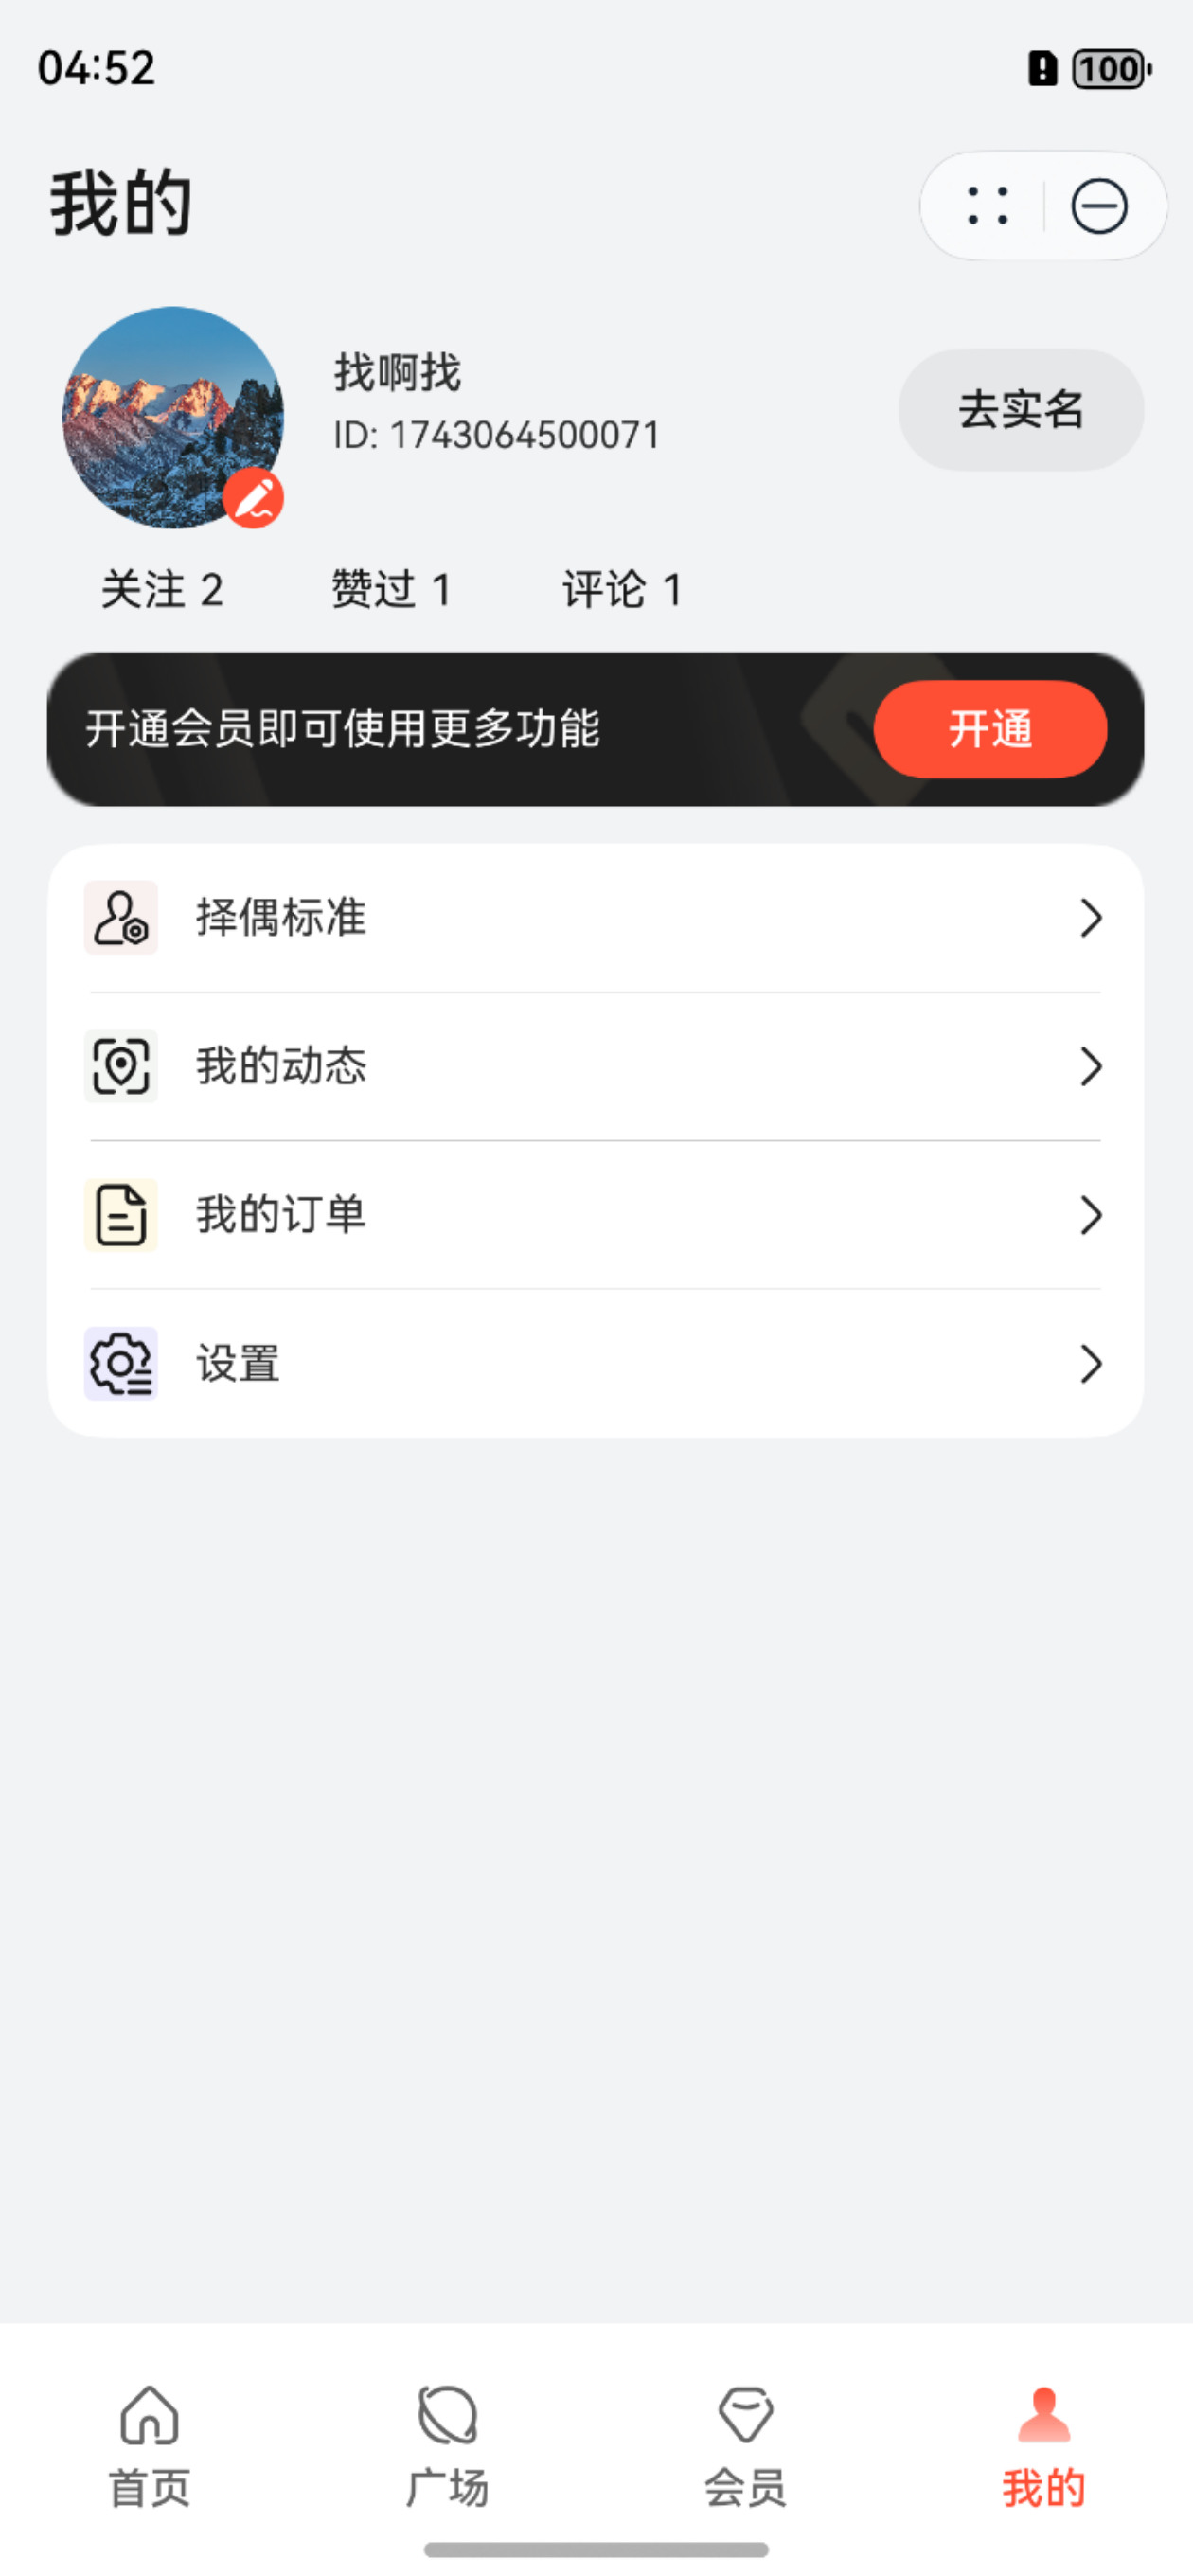 04:52
100
我的
找啊找
ID: 1743064500071
去实名
关注 2
赞过 1
评论 1
开通会员即可使用更多功能
开通
择偶标准
我的动态
我的订单
设置
首页
广场
会员
我的